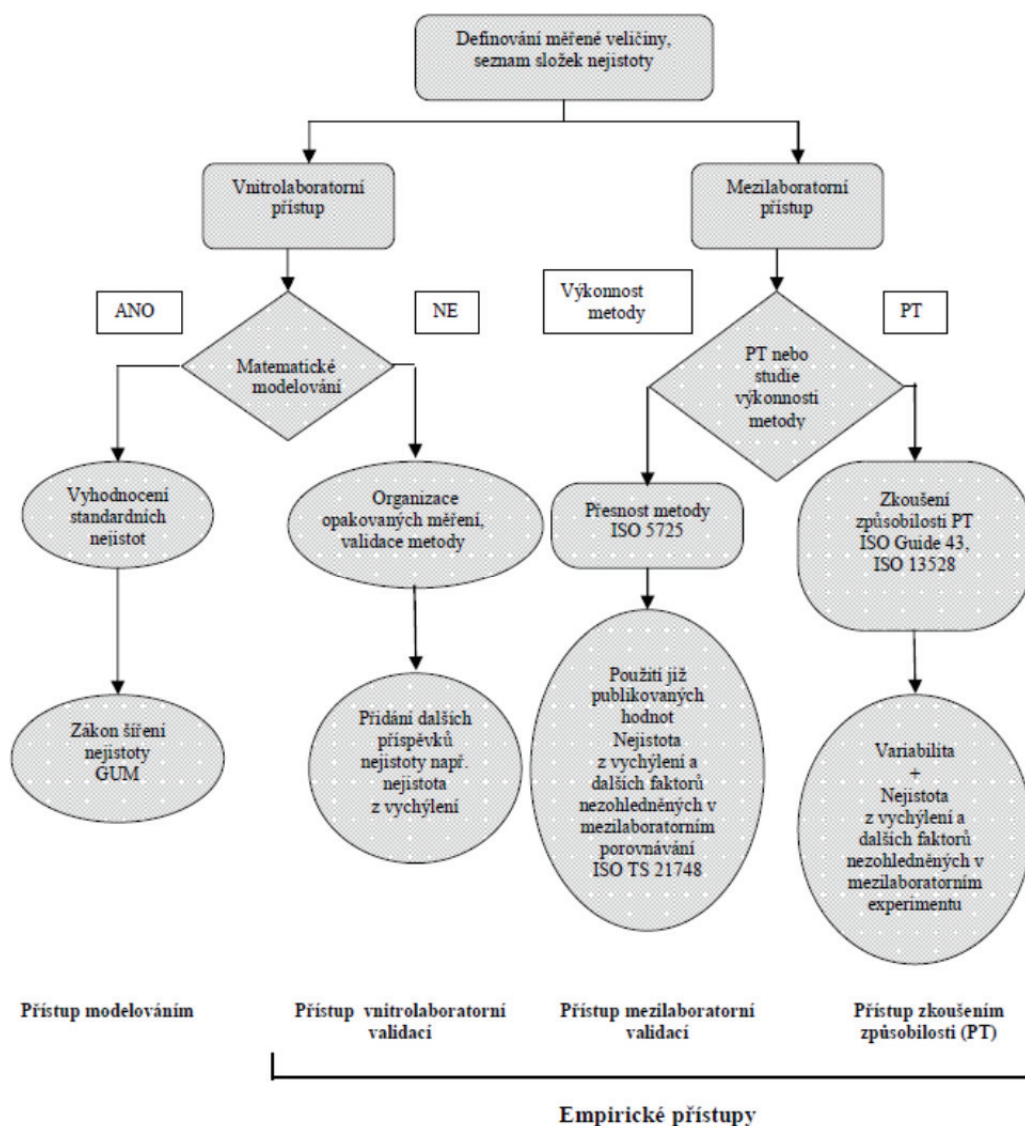 Definování měřené veličiny,
seznam složek nejistoty
Vnitrolaboratorní
přístup
Mezilaboratorní
přístup
ANO
NE
Výkonnost
metody
PT
Matematické
modelování
PT nebo
studie
výkonnosti
metody
Vyhodnocení
standardních
nejistot
Organizace
opakovaných měření,
validace metody
Přesnost metody
ISO 5725
Zkoušení
způsobilosti PT
ISO Guide 43,
ISO 13528
Zákon šíření
nejistoty
GUM
Přidání dalších
příspěvků
nejistoty např.
nejistota
z vychýlení
Použití již
publikovaných
hodnot
Nejistota
z vychýlení a
dalších faktorů
nezohledněných v
mezilaboratorním
porovnávání
ISO TS 21748
Variabilita
+
Nejistota
z vychýlení a
dalších faktorů
nezohledněných v
mezilaboratorním
experimentu
Přístup modelováním
Přístup vnitrolaboratorní
validací
Přístup mezilaboratorní
validací
Přístup zkoušením
způsobilosti (PT)
Empirické přístupy